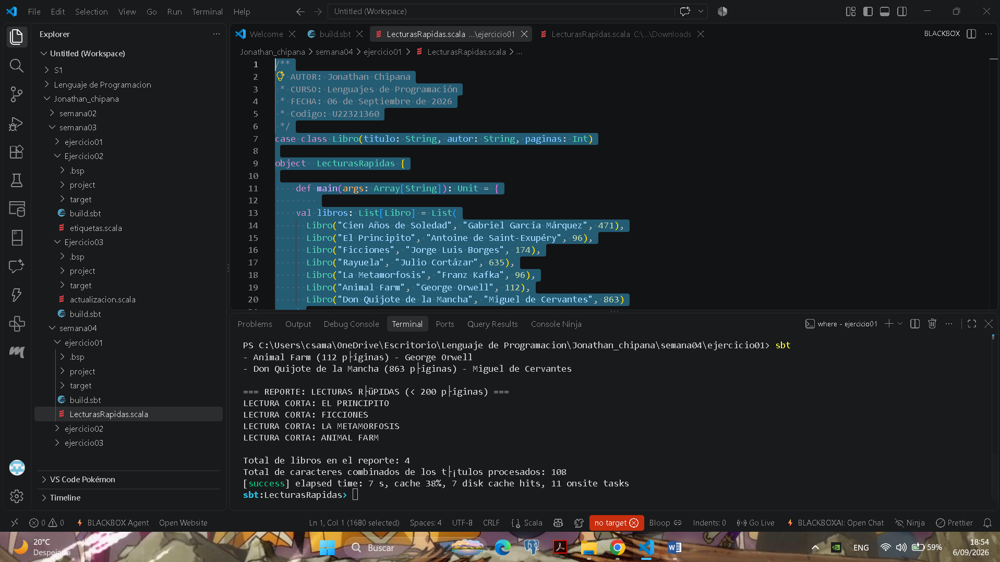 File Edit Selection View Go Run Terminal Help
Untitled (Workspace)
Explorer
Untitled (Workspace)
S1
Lenguaje de Programacion
Jonathan_chipana
semana02
semana03
ejercicio01
Ejercicio02
.bsp
project
target
build.sbt
etiquetas.scala
Ejercicio03
.bsp
project
target
actualizacion.scala
build.sbt
semana04
ejercicio01
.bsp
project
target
build.sbt
LecturasRapidas.scala
ejercicio02
ejercicio03
VS Code Pokémon
Timeline
Welcome build.sbt LecturasRapidas.scala ...\ejercicio01 LecturasRapidas.scala C:\...\Downloads
BLACKBOX
Jonathan_chipana > semana04 > ejercicio01 > LecturasRapidas.scala > ...
1 /**
2 AUTOR: Jonathan Chipana
3 * CURSO: Lenguajes de Programación
4 * FECHA: 06 de Septiembre de 2026
5 * Codigo: U22321360
6 */
7 case class Libro(titulo: String, autor: String, paginas: Int)
8
9 object LecturasRapidas {
10
11 def main(args: Array[String]): Unit = {
12
13 val libros: List[Libro] = List(
14 Libro("Cien Años de Soledad", "Gabriel García Márquez", 471),
15 Libro("El Principito", "Antoine de Saint-Exupéry", 96),
16 Libro("Ficciones", "Jorge Luis Borges", 174),
17 Libro("Rayuela", "Julio Cortázar", 635),
18 Libro("La Metamorfosis", "Franz Kafka", 96),
19 Libro("Animal Farm", "George Orwell", 112),
20 Libro("Don Quijote de la Mancha", "Miguel de Cervantes", 863)
Problems Output Debug Console Terminal Ports Query Results Console Ninja
where - ejercicio01
PS C:\Users\csama\OneDrive\Escritorio\Lenguaje de Programacion\Jonathan_chipana\semana04\ejercicio01> sbt
- Animal Farm (112 p├íginas) - George Orwell
- Don Quijote de la Mancha (863 p├íginas) - Miguel de Cervantes
=== REPORTE: LECTURAS R├üPIDAS (< 200 p├íginas) ===
LECTURA CORTA: EL PRINCIPITO
LECTURA CORTA: FICCIONES
LECTURA CORTA: LA METAMORFOSIS
LECTURA CORTA: ANIMAL FARM
Total de libros en el reporte: 4
Total de caracteres combinados de los t├¡tulos procesados: 108
[success] elapsed time: 7 s, cache 38%, 7 disk cache hits, 11 onsite tasks
sbt:LecturasRapidas>
0 0 BLACKBOX Agent Open Website Ln 1, Col 1 (1680 selected) Spaces: 4 UTF-8 CRLF Scala no target Bloop Indents: 0 Go Live BLACKBOXAI: Open Chat Ninja Prettier
20°C
Despejado
Buscar
ENG
59%
18:54
6/09/2026